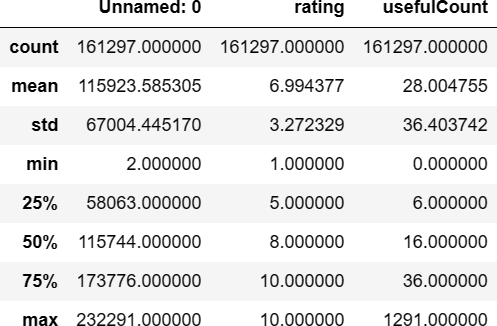 Unnamed: 0 rating usefulCount
count 161297.000000 161297.000000 161297.000000
mean 115923.585305 6.994377 28.004755
std 67004.445170 3.272329 36.403742
min 2.000000 1.000000 0.000000
25% 58063.000000 5.000000 6.000000
50% 115744.000000 8.000000 16.000000
75% 173776.000000 10.000000 36.000000
max 232291.000000 10.000000 1291.000000